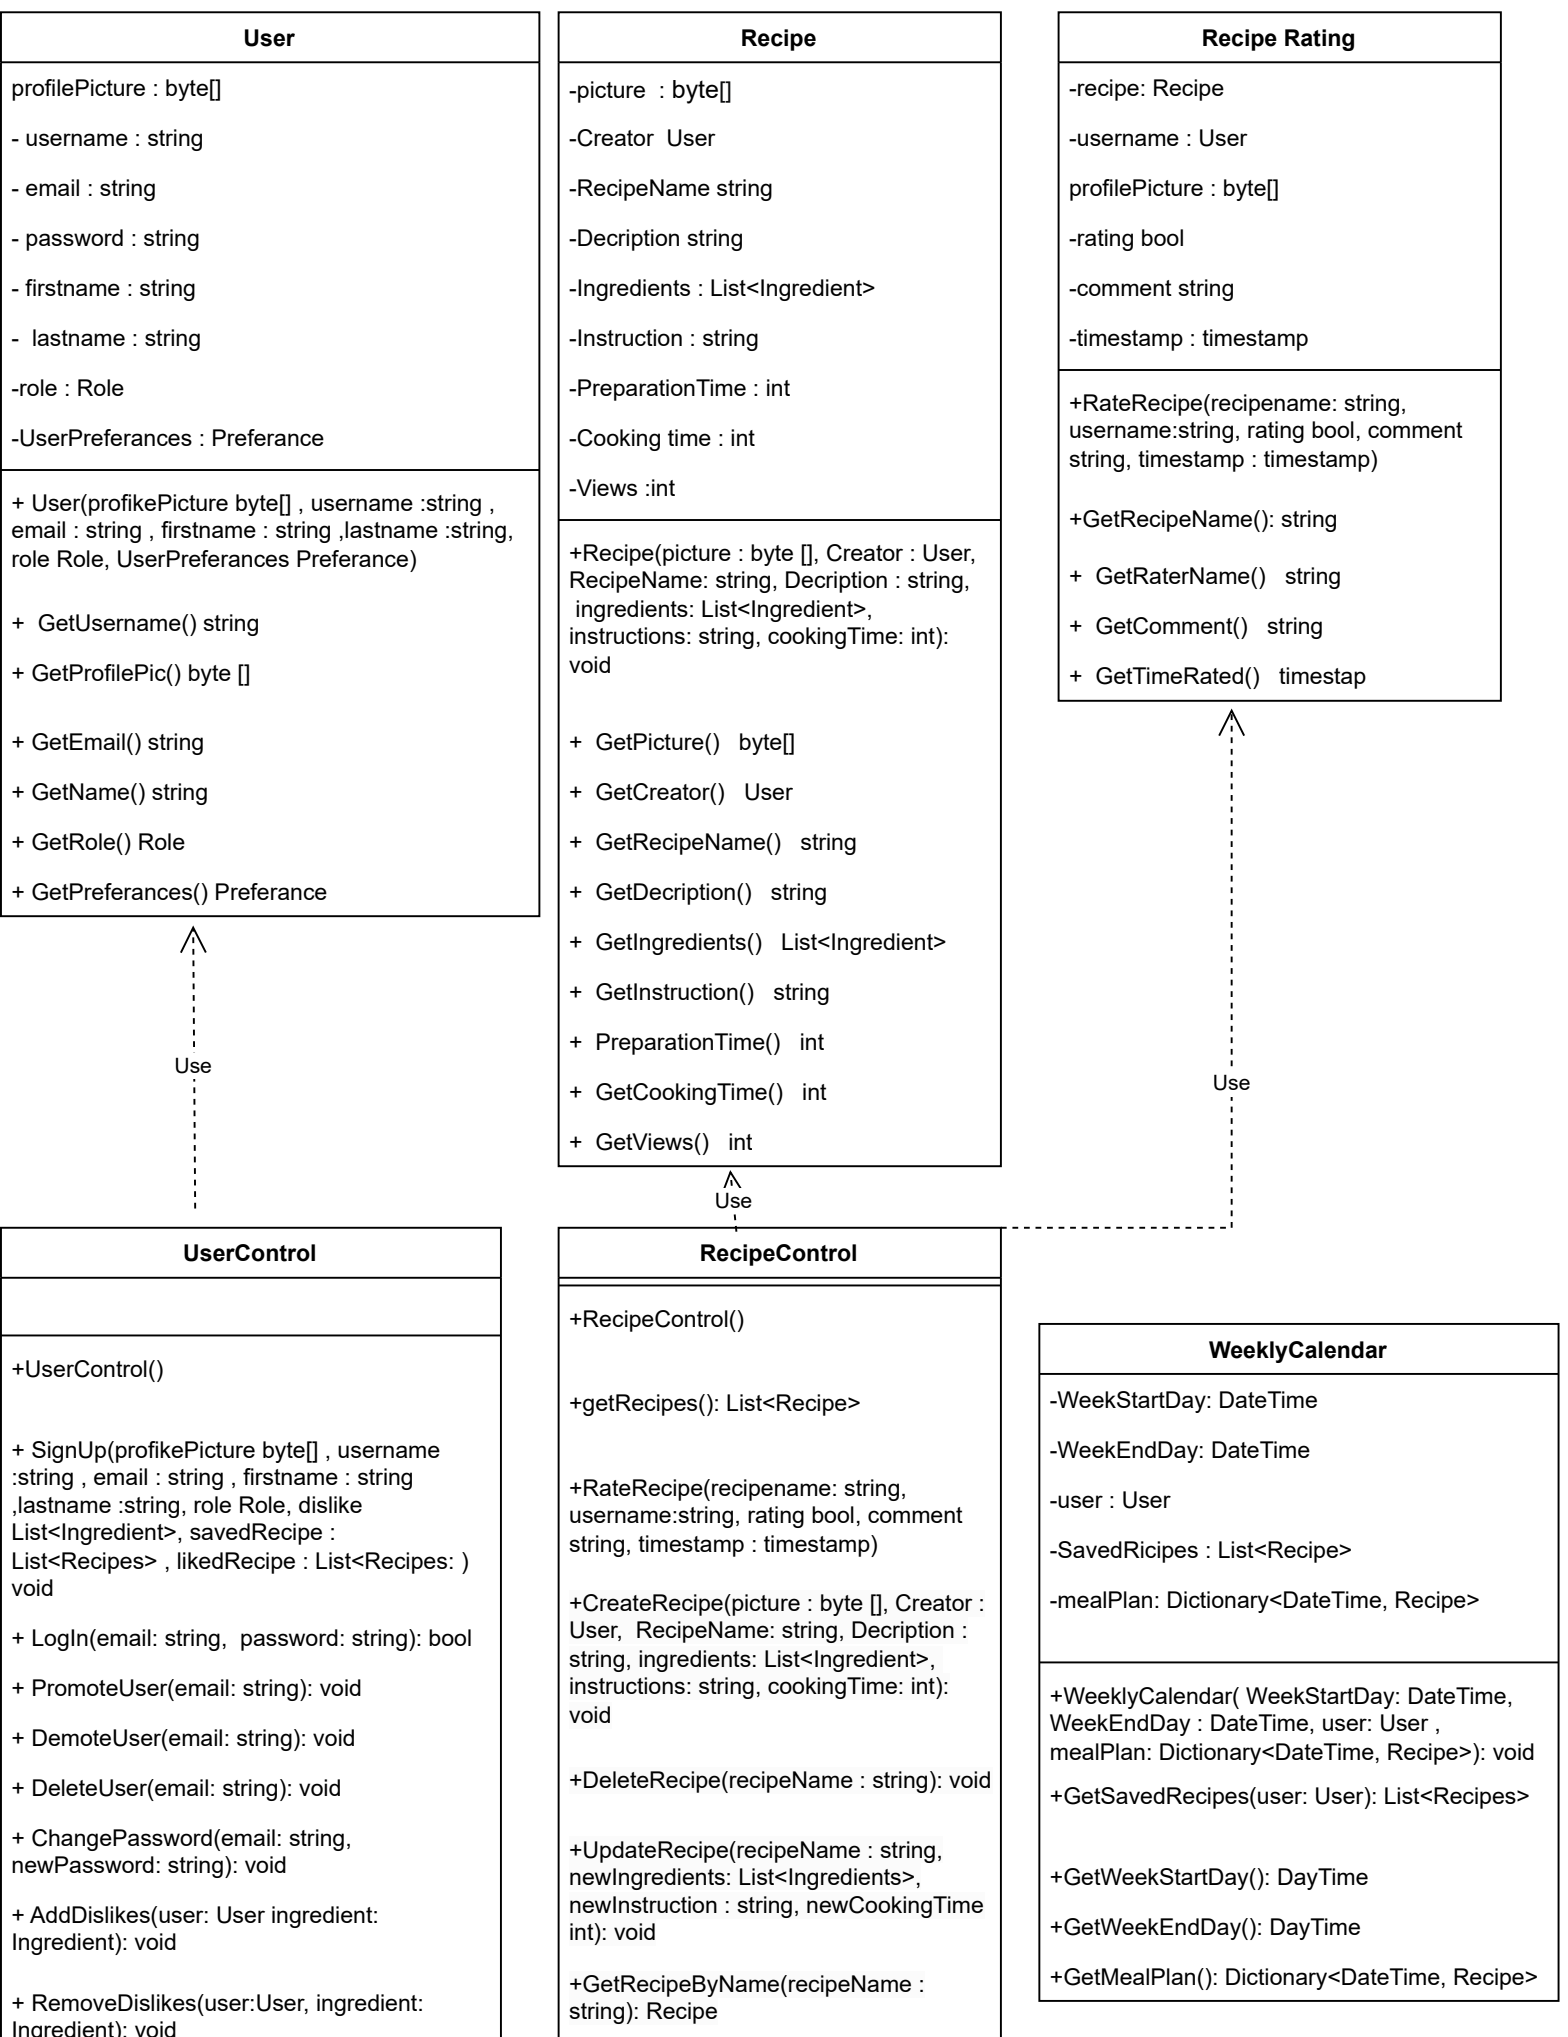 User
profilePicture : byte[]
- username : string
- email : string
- password : string
- firstname : string
- lastname : string
-role : Role
-UserPreferances : Preferance
+ User(profikePicture byte[] , username :string ,
email : string , firstname : string ,lastname :string,
role Role, UserPreferances Preferance)
+ GetUsername() string
+ GetProfilePic() byte []
+ GetEmail() string
+ GetName() string
+ GetRole() Role
+ GetPreferances() Preferance
Recipe
-picture : byte[]
-Creator User
-RecipeName string
-Decription string
-Ingredients : List<Ingredient>
-Instruction : string
-PreparationTime : int
-Cooking time : int
-Views :int
+Recipe(picture : byte [], Creator : User,
RecipeName: string, Decription : string,
ingredients: List<Ingredient>,
instructions: string, cookingTime: int):
void
+ GetPicture() byte[]
+ GetCreator() User
+ GetRecipeName() string
+ GetDecription() string
+ GetIngredients() List<Ingredient>
+ GetInstruction() string
+ PreparationTime() int
+ GetCookingTime() int
+ GetViews() int
Recipe Rating
-recipe: Recipe
-username : User
profilePicture : byte[]
-rating bool
-comment string
-timestamp : timestamp
+RateRecipe(recipename: string,
username:string, rating bool, comment
string, timestamp : timestamp)
+GetRecipeName(): string
+ GetRaterName() string
+ GetComment() string
+ GetTimeRated() timestap
Use
Use
Use
UserControl
+UserControl()
+ SignUp(profikePicture byte[] , username
:string , email : string , firstname : string
,lastname :string, role Role, dislike
List<Ingredient>, savedRecipe :
List<Recipes> , likedRecipe : List<Recipes: )
void
+ LogIn(email: string, password: string): bool
+ PromoteUser(email: string): void
+ DemoteUser(email: string): void
+ DeleteUser(email: string): void
+ ChangePassword(email: string,
newPassword: string): void
+ AddDislikes(user: User ingredient:
Ingredient): void
+ RemoveDislikes(user:User, ingredient:
Ingredient): void
RecipeControl
+RecipeControl()
+getRecipes(): List<Recipe>
+RateRecipe(recipename: string,
username:string, rating bool, comment
string, timestamp : timestamp)
+CreateRecipe(picture : byte [], Creator :
User, RecipeName: string, Decription :
string, ingredients: List<Ingredient>,
instructions: string, cookingTime: int):
void
+DeleteRecipe(recipeName : string): void
+UpdateRecipe(recipeName : string,
newIngredients: List<Ingredients>,
newInstruction : string, newCookingTime
int): void
+GetRecipeByName(recipeName :
string): Recipe
WeeklyCalendar
-WeekStartDay: DateTime
-WeekEndDay: DateTime
-user : User
-SavedRicipes : List<Recipe>
-mealPlan: Dictionary<DateTime, Recipe>
+WeeklyCalendar( WeekStartDay: DateTime,
WeekEndDay : DateTime, user: User ,
mealPlan: Dictionary<DateTime, Recipe>): void
+GetSavedRecipes(user: User): List<Recipes>
+GetWeekStartDay(): DayTime
+GetWeekEndDay(): DayTime
+GetMealPlan(): Dictionary<DateTime, Recipe>